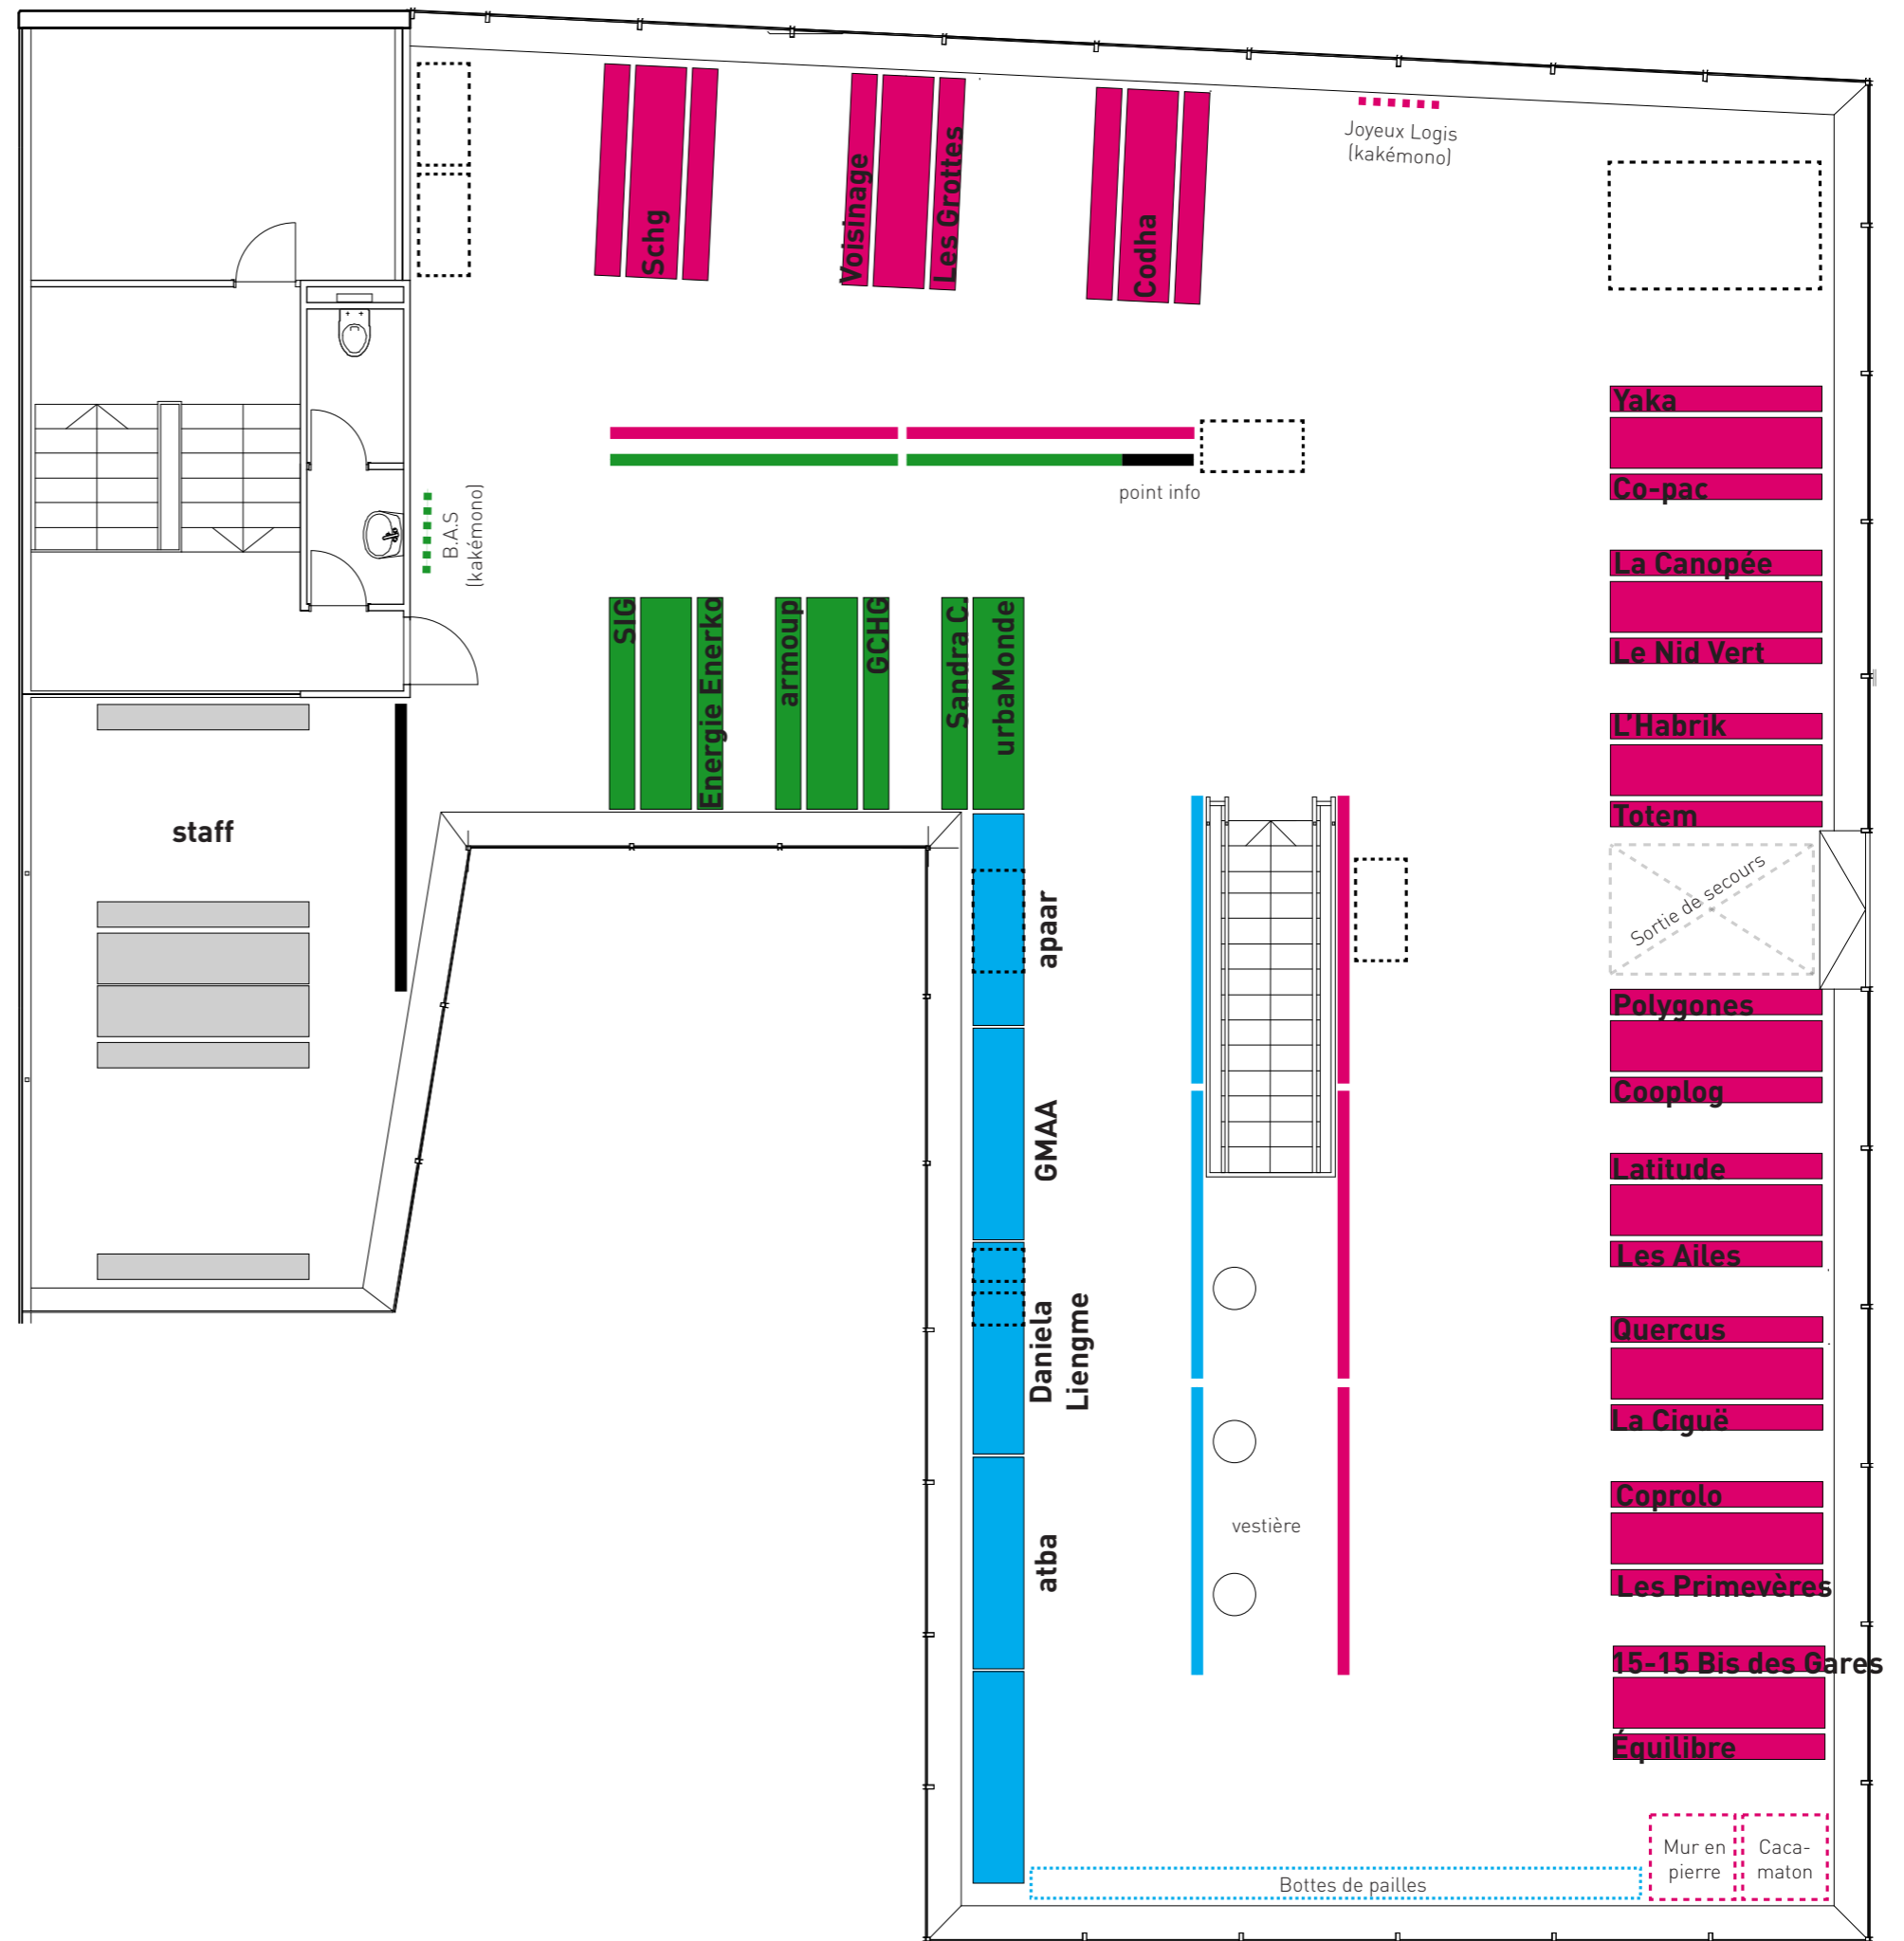 Schg
Voisinage
Les Grottes
Codha
Joyeux Logis
(kakémono)
Yaka
Co-pac
point info
B.A.S
(kakémono)
La Canopée
Le Nid Vert
SIG
Energie Enerko
armoup
GCHG
Sandra C.
urbaMonde
L'Habrik
Totem
staff
Sortie de secours
apaar
Polygones
Cooplog
GMAA
Latitude
Les Ailes
Daniela
Liengme
Quercus
La Ciguë
Coprolo
vestière
atba
Les Primevères
15-15 Bis des Gares
Équilibre
Mur en
pierre
Caca-
maton
Bottes de pailles